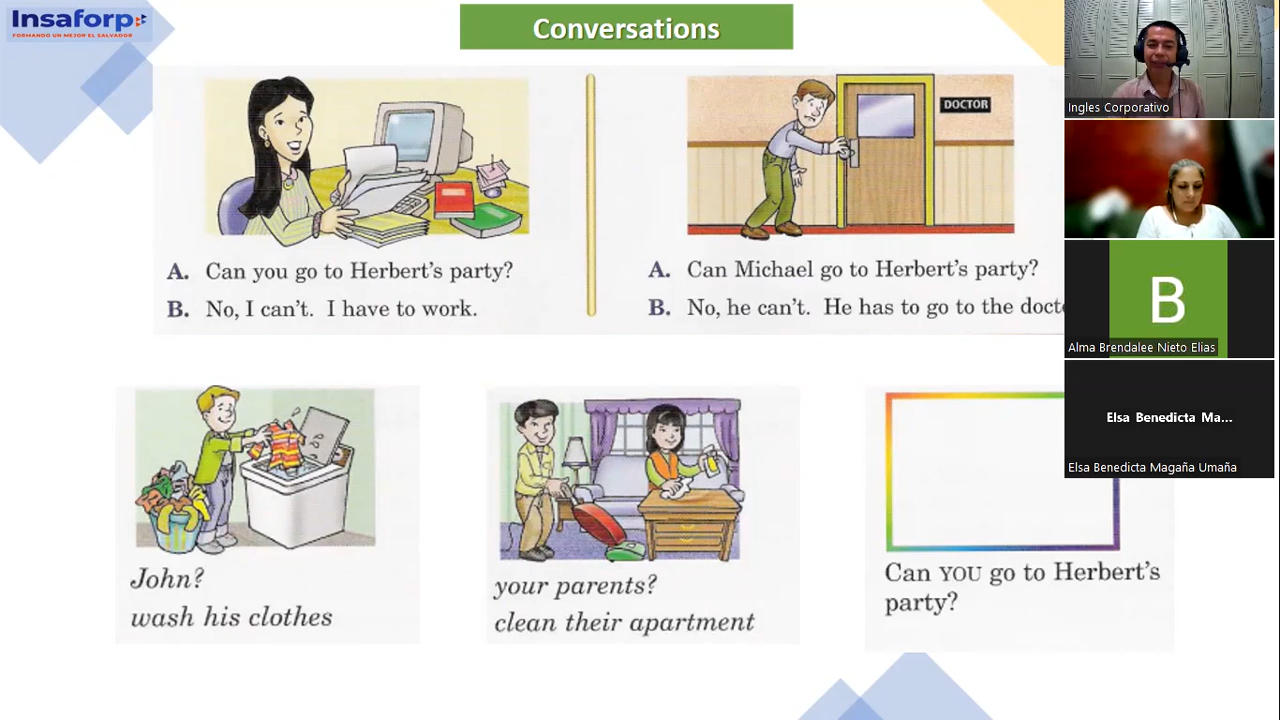 Insaforp
FORMANDO UN MEJOR EL SALVADOR
Conversations
DOCTOR
A. Can you go to Herbert's party?
B. No, I can't. I have to work.
A. Can Michael go to Herbert's party?
B. No, he can't. He has to go to the docto
John?
wash his clothes
your parents?
clean their apartment
Can YOU go to Herbert's
party?
Ingles Corporativo
B
Alma Brendalee Nieto Elias
Elsa Benedicta Ma...
Elsa Benedicta Magaña Umaña